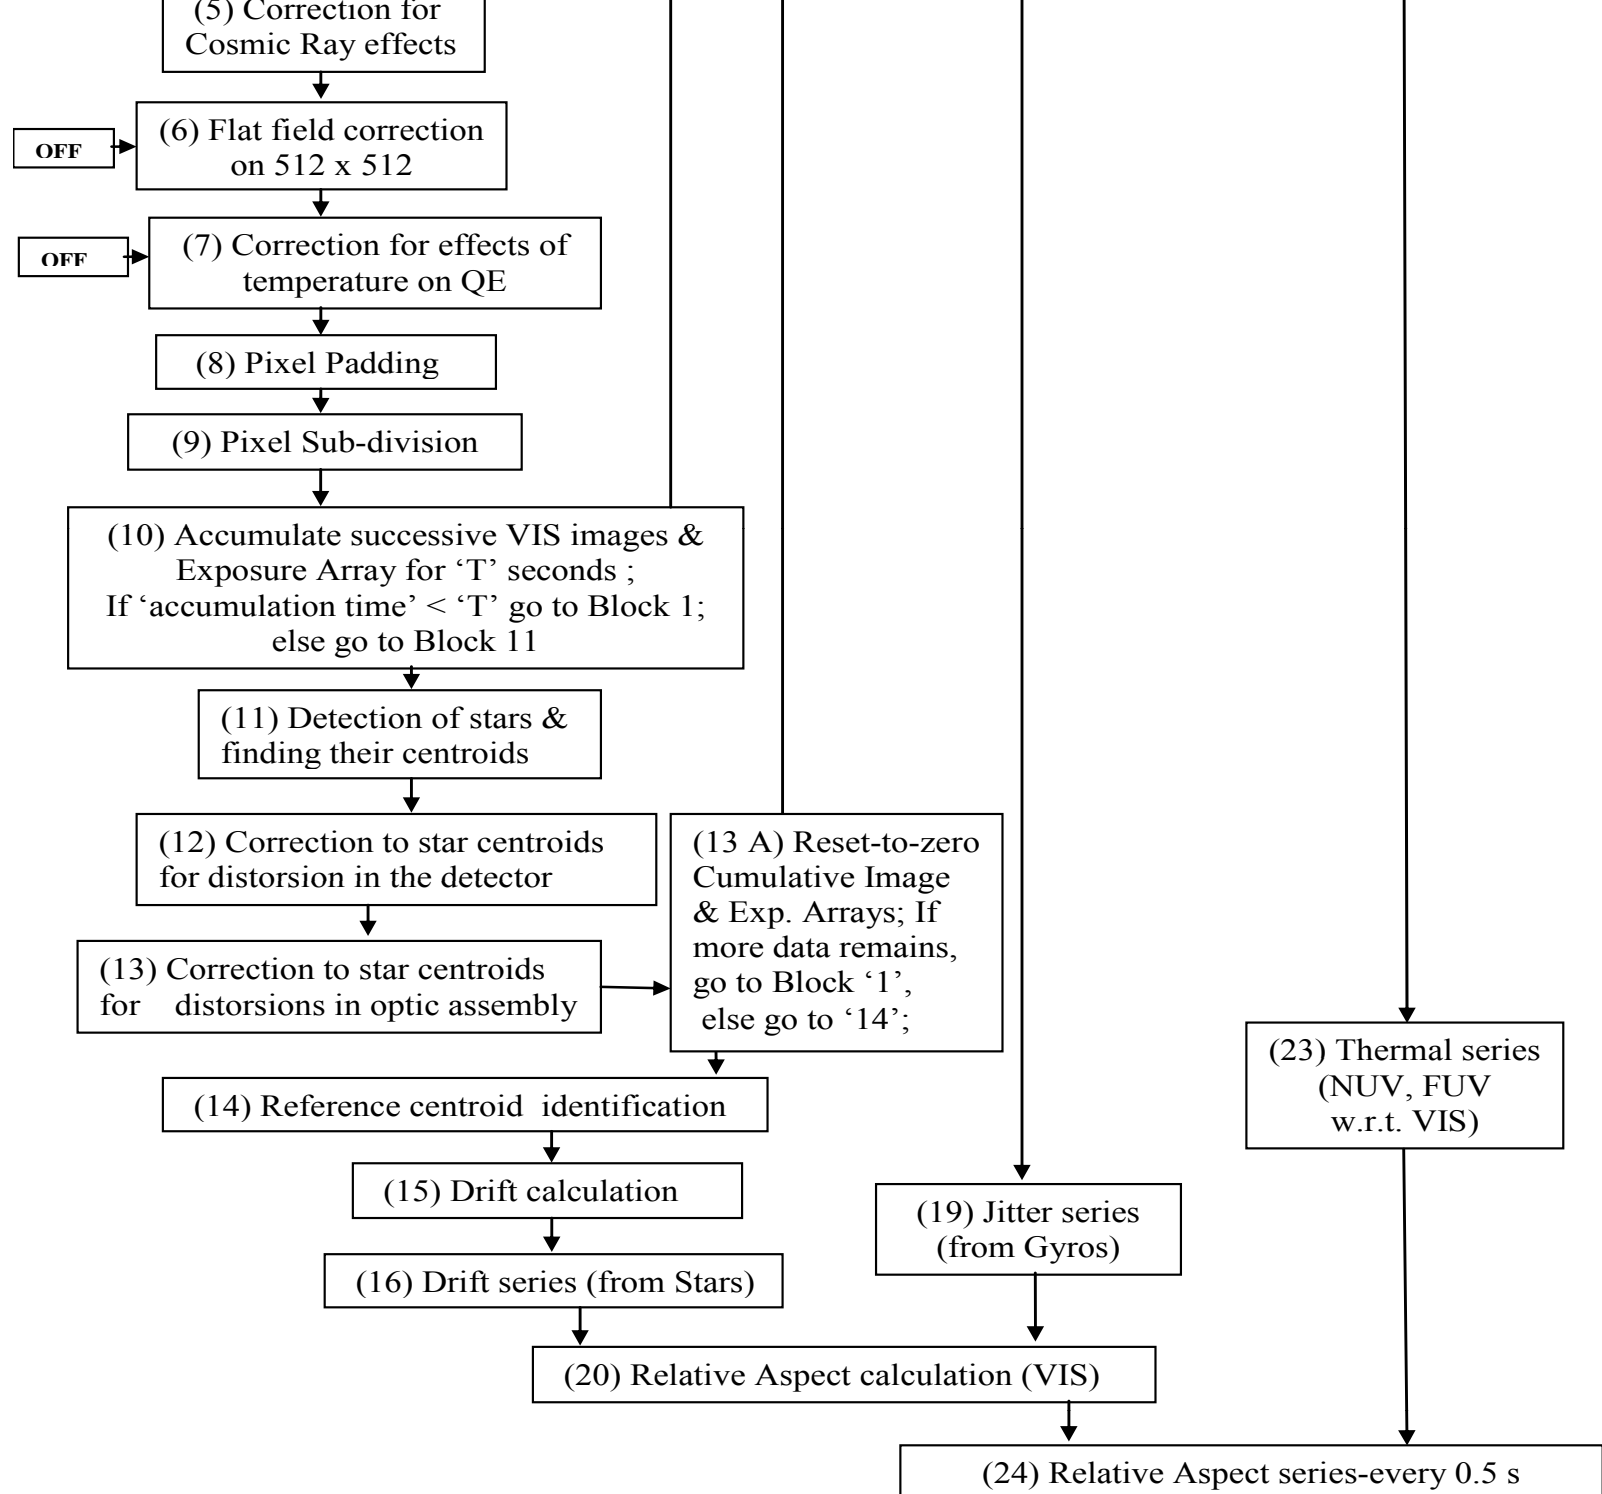 (5) Correction for
Cosmic Ray effects
OFF
(6) Flat field correction
on 512 x 512
OFF
(7) Correction for effects of
temperature on QE
(8) Pixel Padding
(9) Pixel Sub-division
(10) Accumulate successive VIS images &
Exposure Array for ‘T’ seconds ;
If ‘accumulation time’ < ‘T’ go to Block 1;
else go to Block 11
(11) Detection of stars &
finding their centroids
(12) Correction to star centroids
for distorsion in the detector
(13) Correction to star centroids
for distorsions in optic assembly
(13 A) Reset-to-zero
Cumulative Image
& Exp. Arrays; If
more data remains,
go to Block ‘1’,
else go to ‘14’;
(14) Reference centroid identification
(15) Drift calculation
(16) Drift series (from Stars)
(19) Jitter series
(from Gyros)
(23) Thermal series
(NUV, FUV
w.r.t. VIS)
(20) Relative Aspect calculation (VIS)
(24) Relative Aspect series-every 0.5 s